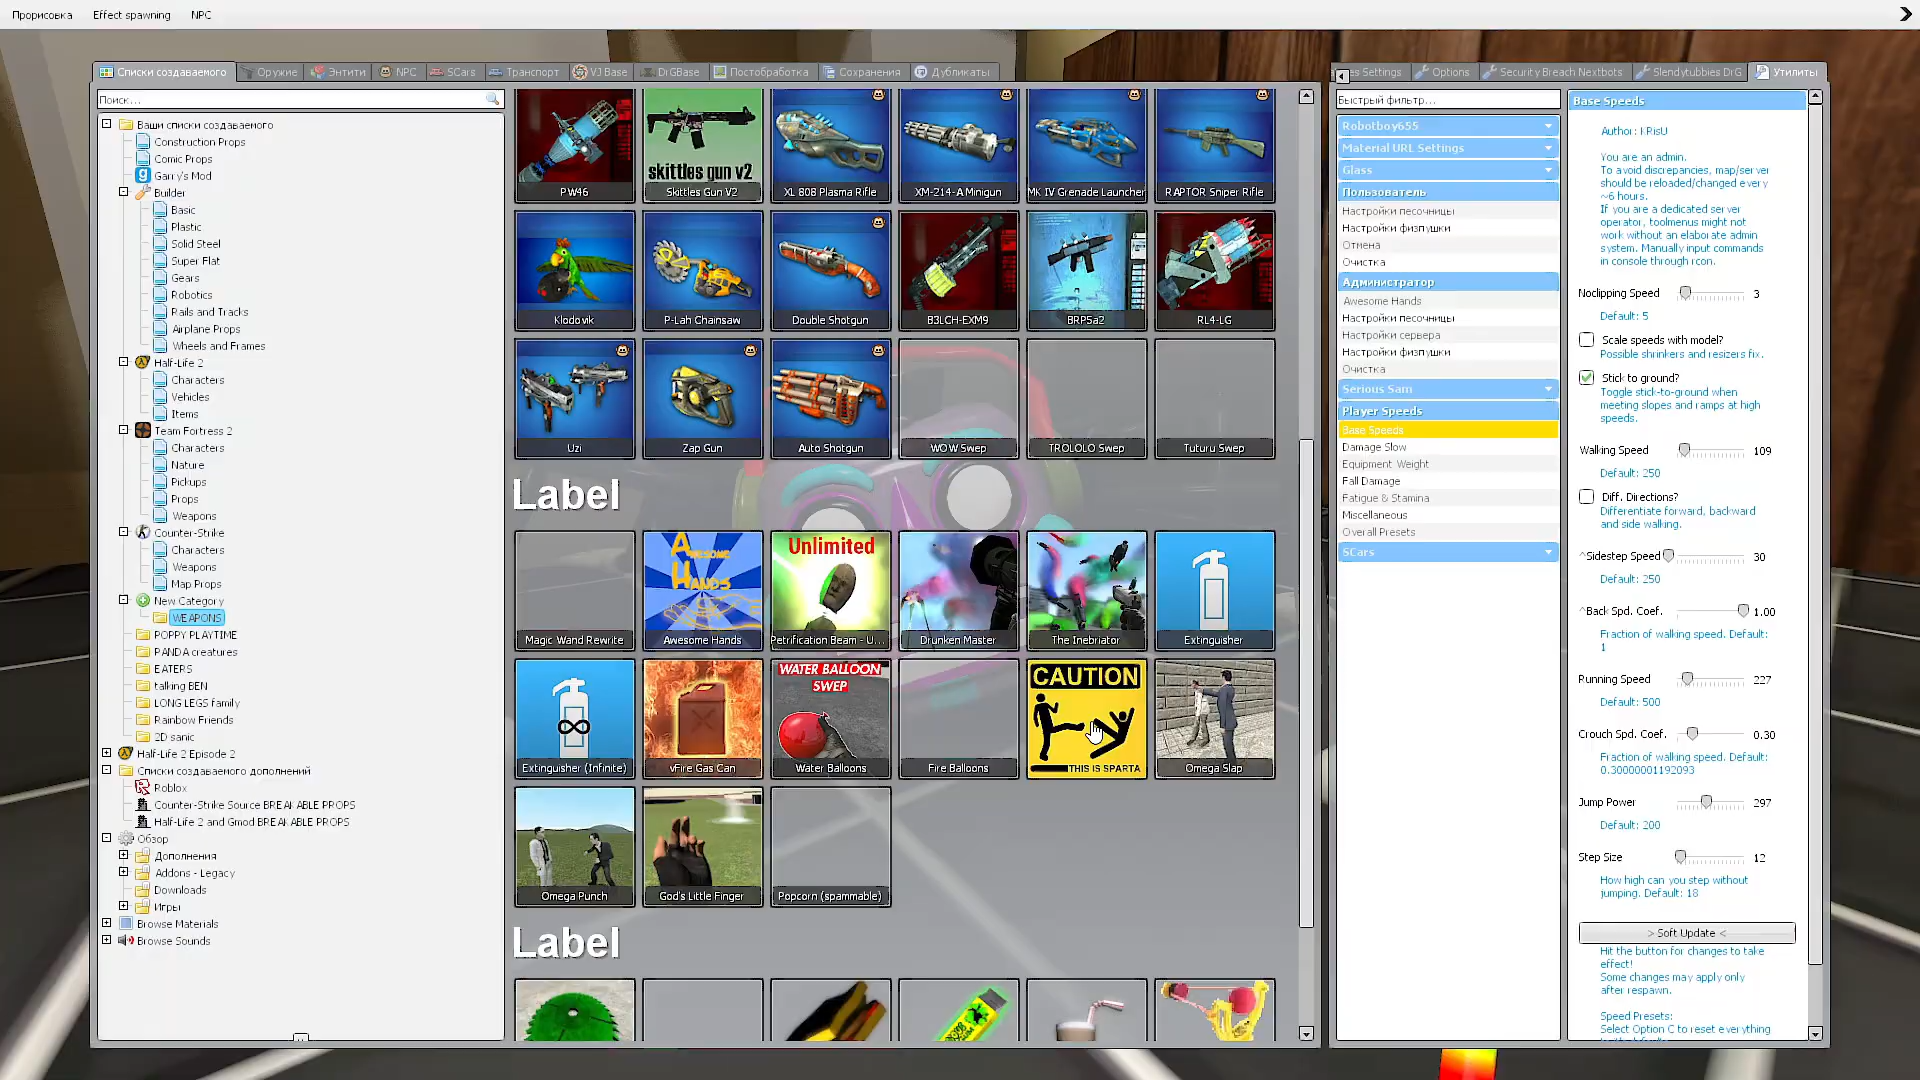 Прорисовка
Effect spawning
NPC
Списки создаваемого
Оружие
Энтити
NPC
SCars
Транспорт
VJ Base
DrGBase
Постобработка
Сохранения
Дубликаты
es Settings
Options
Security Breach Nextbots
Slendytubbies DrG
Утилиты
Поиск...
Ваши списки создаваемого
Construction Props
Comic Props
Garry's Mod
Builder
Basic
Plastic
Solid Steel
Super Flat
Gears
Robotics
Rails and Tracks
Airplane Props
Wheels and Frames
Half-Life 2
Characters
Vehicles
Items
Team Fortress 2
Characters
Nature
Pickups
Props
Weapons
Counter-Strike
Characters
Weapons
Map Props
New Category
WEAPONS
POPPY PLAYTIME
PANDA creatures
EATERS
talking BEN
LONG LEGS family
Rainbow Friends
2D sanic
Half-Life 2 Episode 2
Списки создаваемого дополнений
Roblox
Counter-Strike Source BREAKABLE PROPS
Half-Life 2 and Gmod BREAKABLE PROPS
Обзор
Дополнения
Addons - Legacy
Downloads
Игры
Browse Materials
Browse Sounds
PW46
skittles gun v2
Skittles Gun V2
XL 808 Plasma Rifle
XM-214-A Minigun
MK IV Grenade Launcher
RAPTOR Sniper Rifle
Klodovik
P-Lah Chainsaw
Double Shotgun
B3LCH-EXM9
BRP5a2
RL4-LG
Uzi
Zap Gun
Auto Shotgun
WOW Swep
TROLOLO Swep
Tuturu Swep
Label
Magic Wand Rewrite
Awesome Hands
Awesome Hands
Unlimited
Petrification Beam - U...
Drunken Master
The Inebriator
Extinguisher
Extinguisher (Infinite)
vFire Gas Can
WATER BALLOON
SWEP
Water Balloons
Fire Balloons
CAUTION
THIS IS SPARTA
Omega Slap
Omega Punch
God's Little Finger
Popcorn (spammable)
Label
Быстрый фильтр...
Robotboy655
Material URL Settings
Glass
Пользователь
Настройки песочницы
Настройки физпушки
Отмена
Очистка
Администратор
Awesome Hands
Настройки песочницы
Настройки сервера
Настройки физпушки
Очистка
Serious Sam
Player Speeds
Base Speeds
Damage Slow
Equipment Weight
Fall Damage
Fatigue & Stamina
Miscellaneous
Overall Presets
SCars
Base Speeds
Author: KRisU
You are an admin.
To avoid discrepancies, map/server
should be reloaded/changed every
~6 hours.
If you are a dedicated server
operator, toolmenus might not
work without an elaborate admin
system. Manually input commands
in console through rcon.
Noclipping Speed 3
Default: 5
Scale speeds with model?
Possible shrinkers and resizers fix.
Stick to ground?
Toggle stick-to-ground when
meeting slopes and ramps at high
speeds.
Walking Speed 109
Default: 250
Diff. Directions?
Differentiate forward, backward
and side walking.
^Sidestep Speed 30
Default: 250
^Back Spd. Coef. 1.00
Fraction of walking speed. Default:
1
Running Speed 227
Default: 500
Crouch Spd. Coef. 0.30
Fraction of walking speed. Default:
0.30000001192093
Jump Power 297
Default: 200
Step Size 12
How high can you step without
jumping. Default: 18
> Soft Update <
Hit the button for changes to take
effect!
Some changes may apply only
after respawn.
Speed Presets:
Select Option C to reset everything